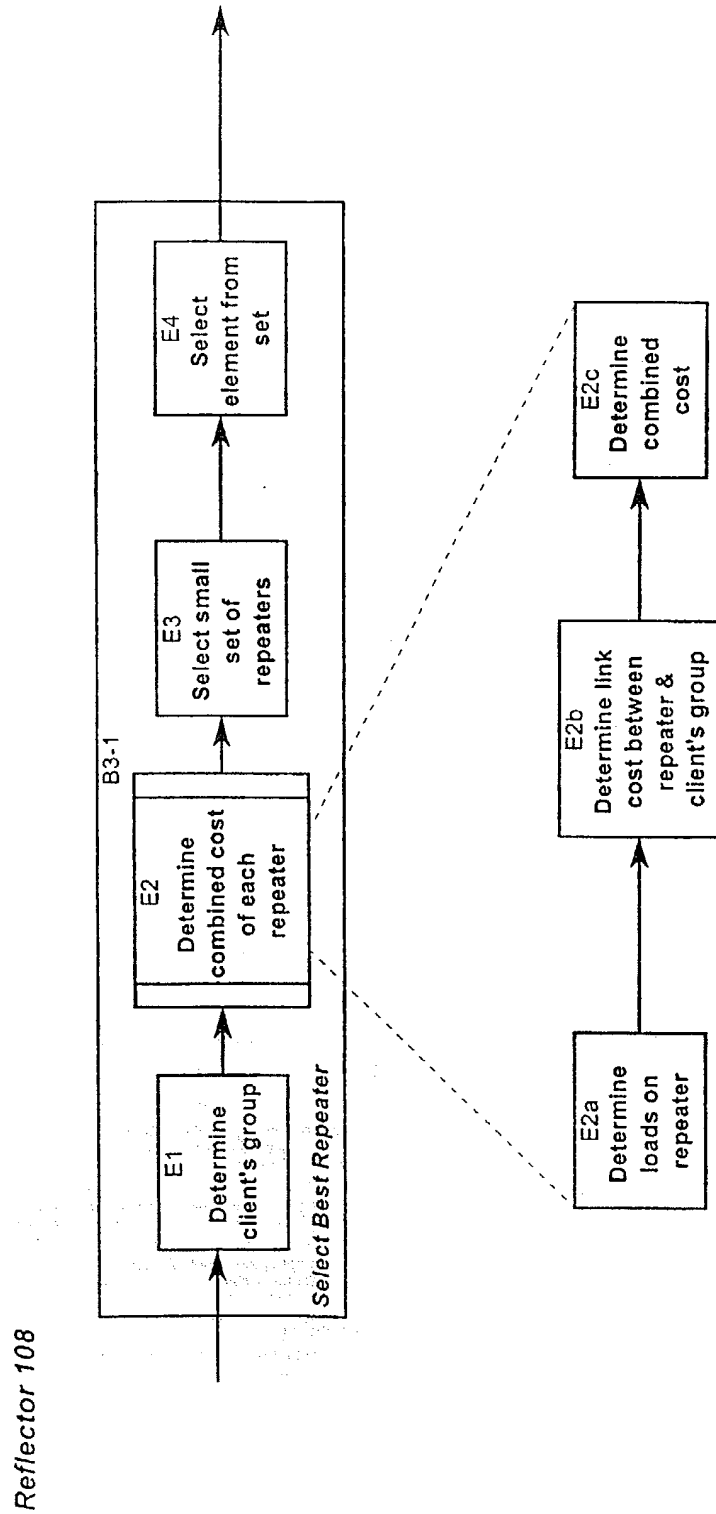 Reflector 108
B3-1
E1
Determine
client's group
E2
Determine
combined cost
of each
repeater
E3
Select small
set of
repeaters
E4
Select
element from
set
Select Best Repeater
E2a
Determine
loads on
repeater
E2b
Determine link
cost between
repeater &
client's group
E2c
Determine
combined
cost